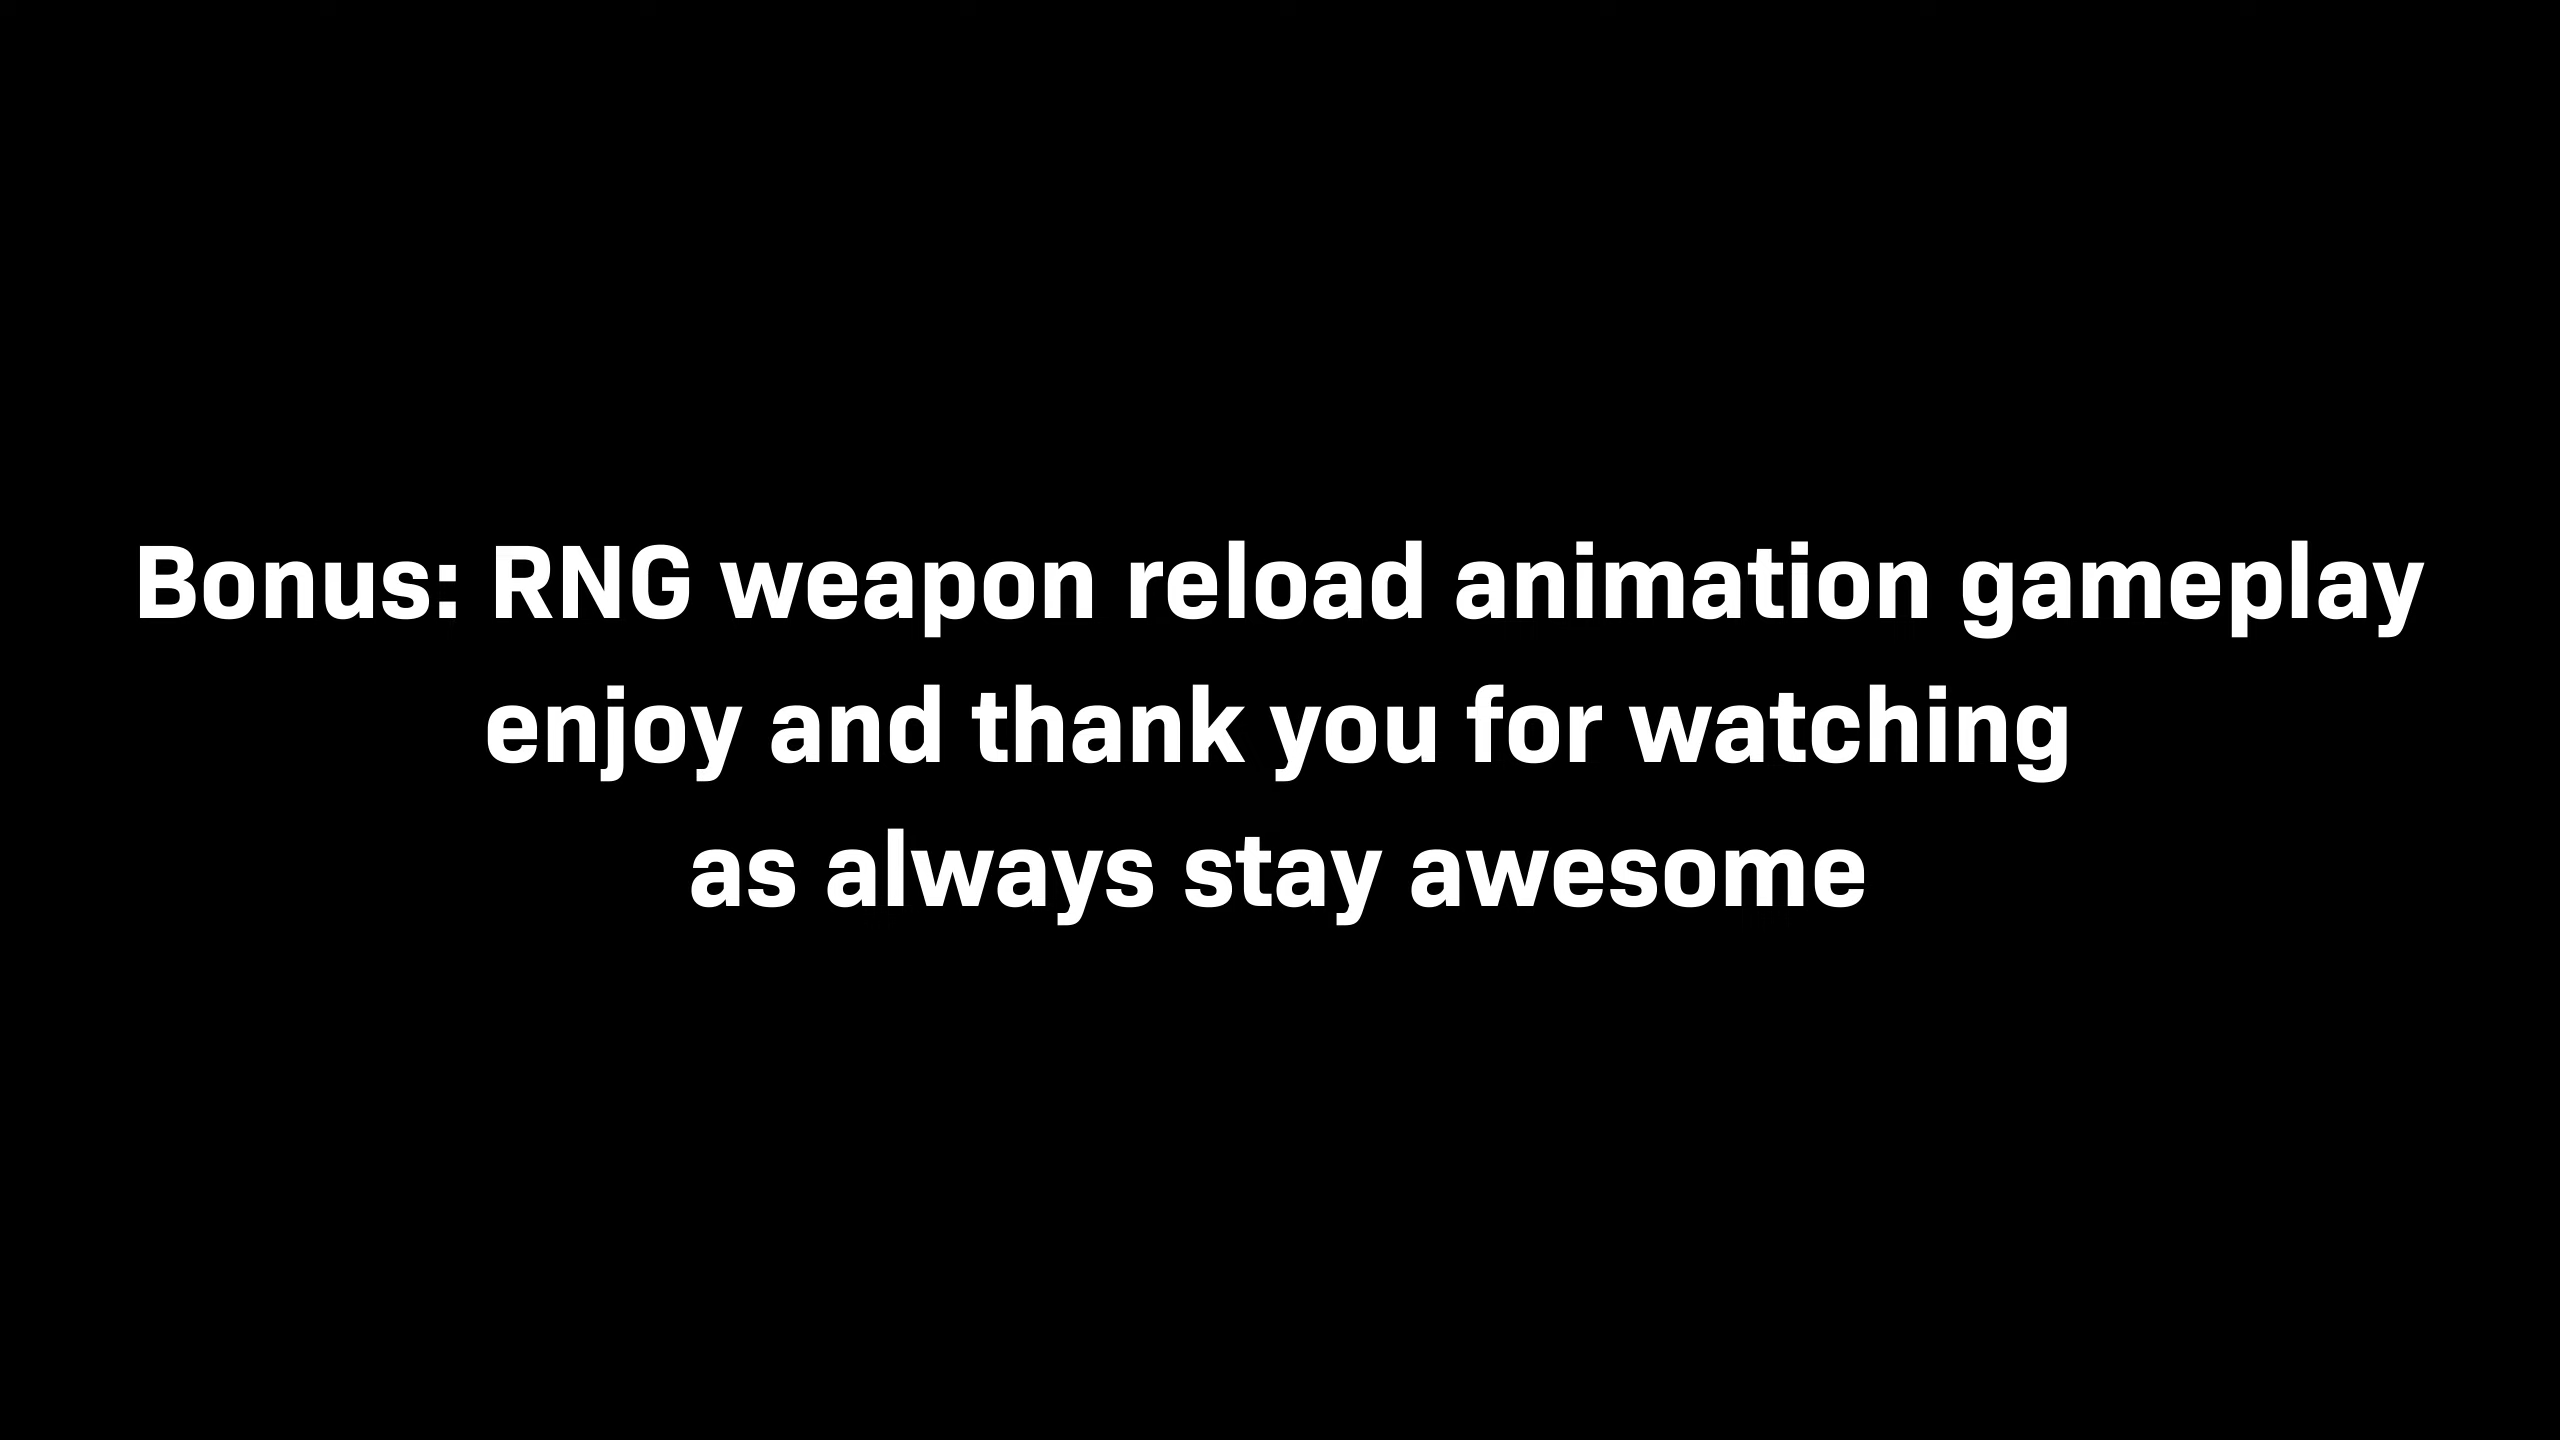 Bonus: RNG weapon reload animation gameplay
enjoy and thank you for watching
as always stay awesome